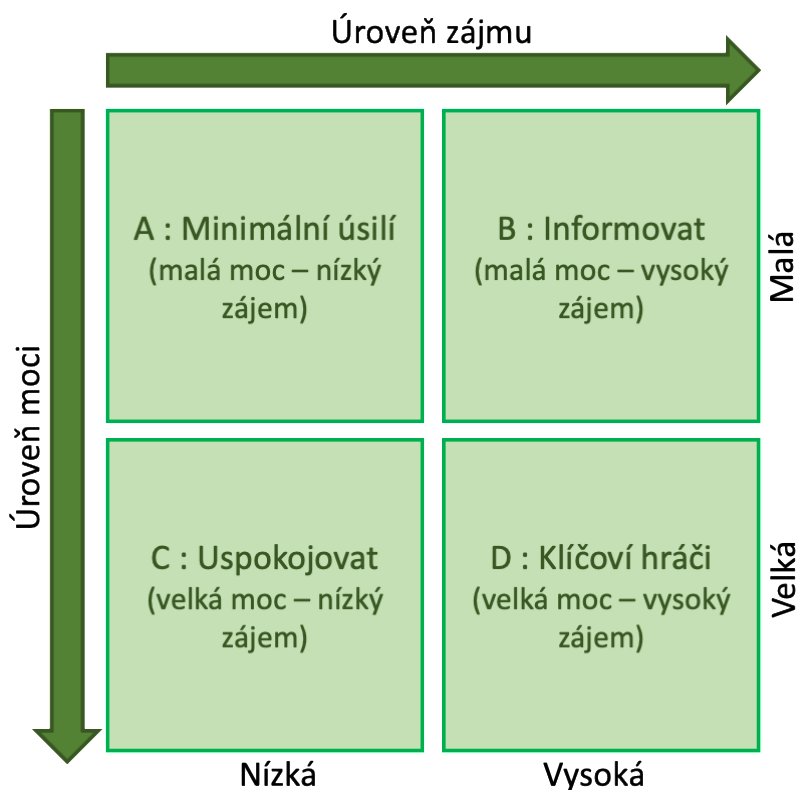 Úroveň zájmu
Úroveň moci
A : Minimální úsilí
(malá moc – nízký
zájem)
B : Informovat
(malá moc – vysoký
zájem)
Malá
C : Uspokojovat
(velká moc – nízký
zájem)
D : Klíčoví hráči
(velká moc – vysoký
zájem)
Velká
Nízká
Vysoká